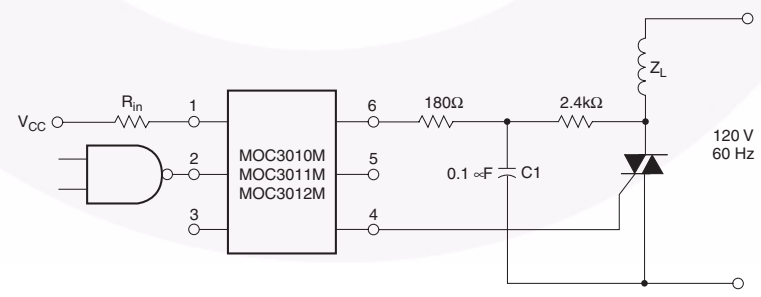 Z_L
R_in
1
6
180Ω
2.4kΩ
V_CC
120 V
60 Hz
2
MOC3010M
MOC3011M
MOC3012M
5
0.1 ∝F
C1
3
4